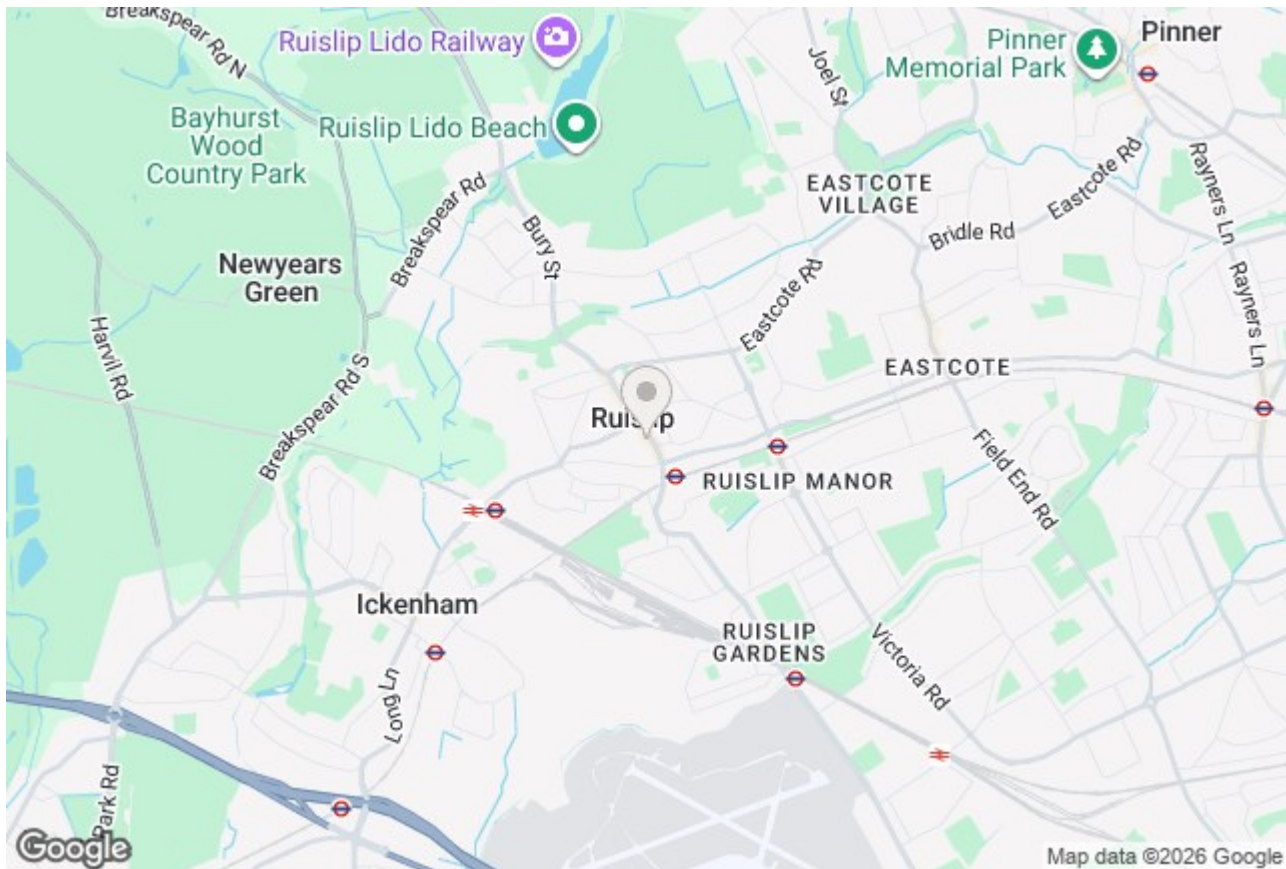 Breakspear Rd N
Ruislip Lido Railway
Joel St
Pinner
Memorial Park
Pinner
Bayhurst
Wood
Country Park
Ruislip Lido Beach
Breakspear Rd
Bury St
EASTCOTE
VILLAGE
Eastcote Rd
Bridle Rd
Rayners Ln
Rayners Ln
Newyears
Green
Eastcote Rd
Harvil Rd
Breakspear Rd S
EASTCOTE
Ruislip
Field End Rd
RUISLIP MANOR
Ickenham
RUISLIP
GARDENS
Victoria Rd
Long Ln
Park Rd
Google
Map data ©2026 Google